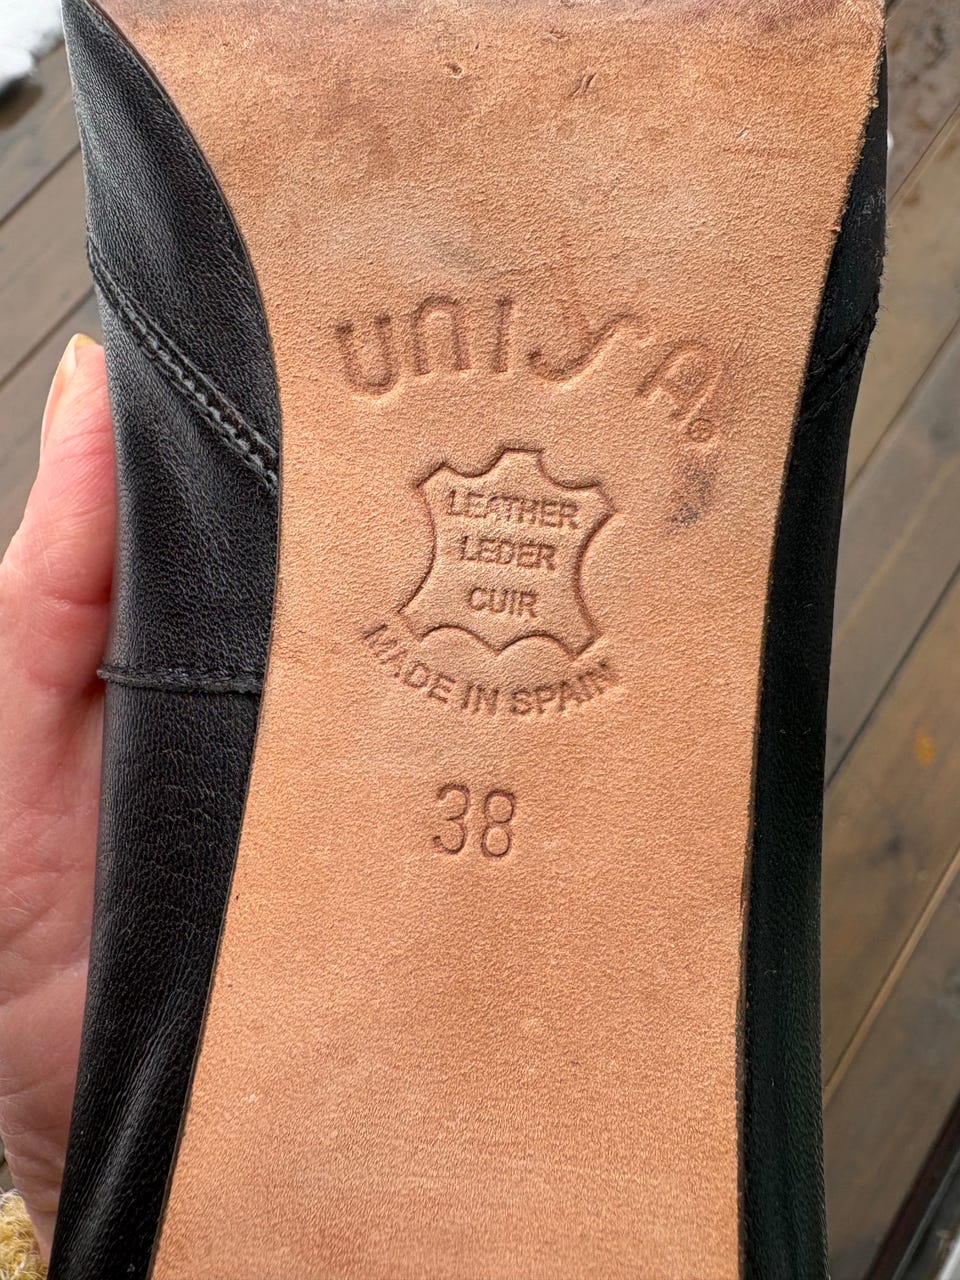 UNISA®
LEATHER
LEDER
CUIR
MADE IN SPAIN
38